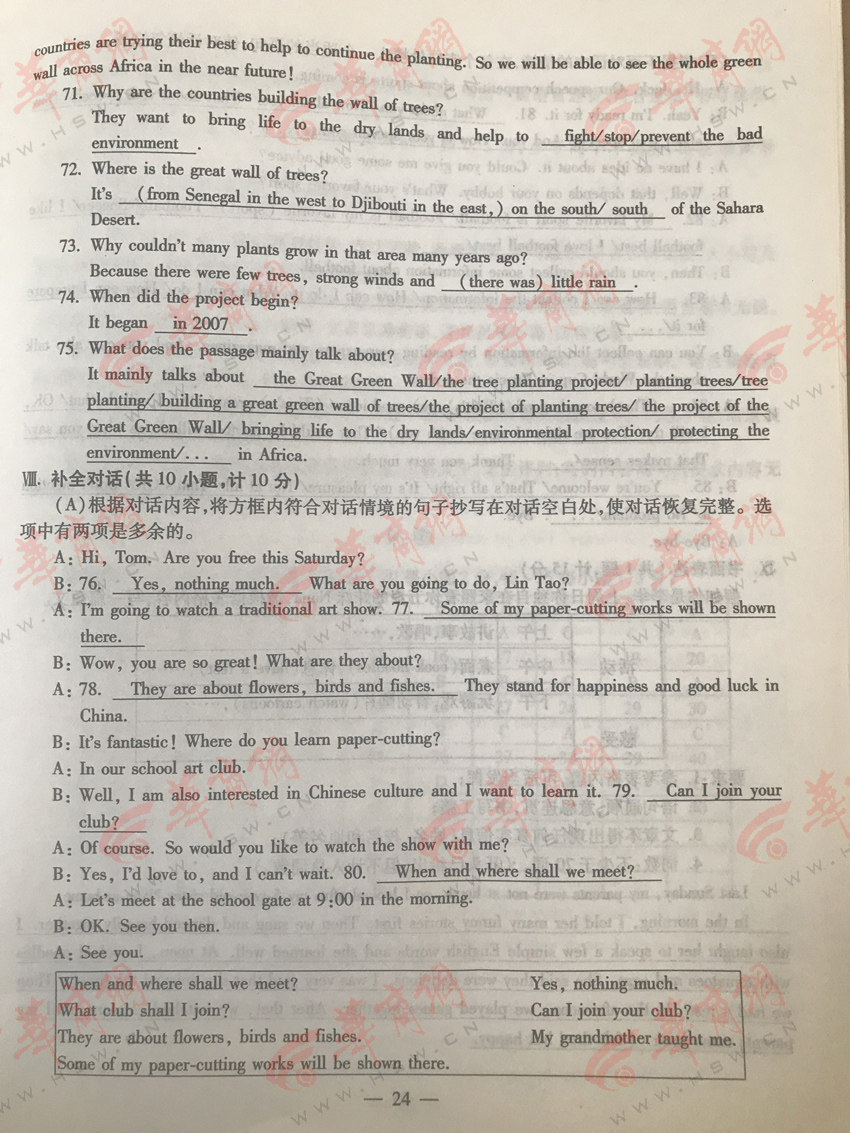 countries are trying their best to help to continue the planting. So we will be able to see the whole green
wall across Africa in the near future!
71. Why are the countries building the wall of trees?
They want to bring life to the dry lands and help to fight/stop/prevent the bad
environment .
72. Where is the great wall of trees?
It's (from Senegal in the west to Djibouti in the east,) on the south/ south of the Sahara
Desert.
73. Why couldn't many plants grow in that area many years ago?
Because there were few trees, strong winds and (there was) little rain .
74. When did the project begin?
It began in 2007 .
75. What does the passage mainly talk about?
It mainly talks about the Great Green Wall/the tree planting project/ planting trees/tree
planting/ building a great green wall of trees/the project of planting trees/ the project of the
Great Green Wall/ bringing life to the dry lands/environmental protection/ protecting the
environment/... in Africa.
Ⅷ. 补全对话(共 10 小题,计 10 分)
(A)根据对话内容,将方框内符合对话情境的句子抄写在对话空白处,使对话恢复完整。选
项中有两项是多余的。
A: Hi, Tom. Are you free this Saturday?
B: 76. Yes, nothing much. What are you going to do, Lin Tao?
A: I'm going to watch a traditional art show. 77. Some of my paper-cutting works will be shown
there.
B: Wow, you are so great! What are they about?
A: 78. They are about flowers, birds and fishes. They stand for happiness and good luck in
China.
B: It's fantastic! Where do you learn paper-cutting?
A: In our school art club.
B: Well, I am also interested in Chinese culture and I want to learn it. 79. Can I join your
club?
A: Of course. So would you like to watch the show with me?
B: Yes, I'd love to, and I can't wait. 80. When and where shall we meet?
A: Let's meet at the school gate at 9:00 in the morning.
B: OK. See you then.
A: See you.
When and where shall we meet? Yes, nothing much.
What club shall I join? Can I join your club?
They are about flowers, birds and fishes. My grandmother taught me.
Some of my paper-cutting works will be shown there.
— 24 —